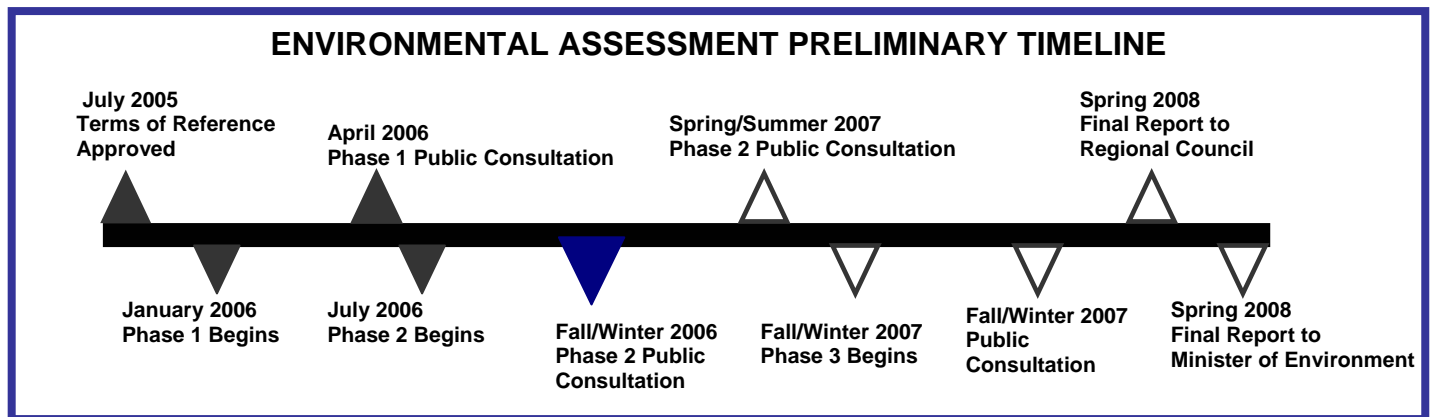 ENVIRONMENTAL ASSESSMENT PRELIMINARY TIMELINE
July 2005
Terms of Reference
Approved
April 2006
Phase 1 Public Consultation
Spring/Summer 2007
Phase 2 Public Consultation
Spring 2008
Final Report to
Regional Council
January 2006
Phase 1 Begins
July 2006
Phase 2 Begins
Fall/Winter 2006
Phase 2 Public
Consultation
Fall/Winter 2007
Phase 3 Begins
Fall/Winter 2007
Public
Consultation
Spring 2008
Final Report to
Minister of Environment